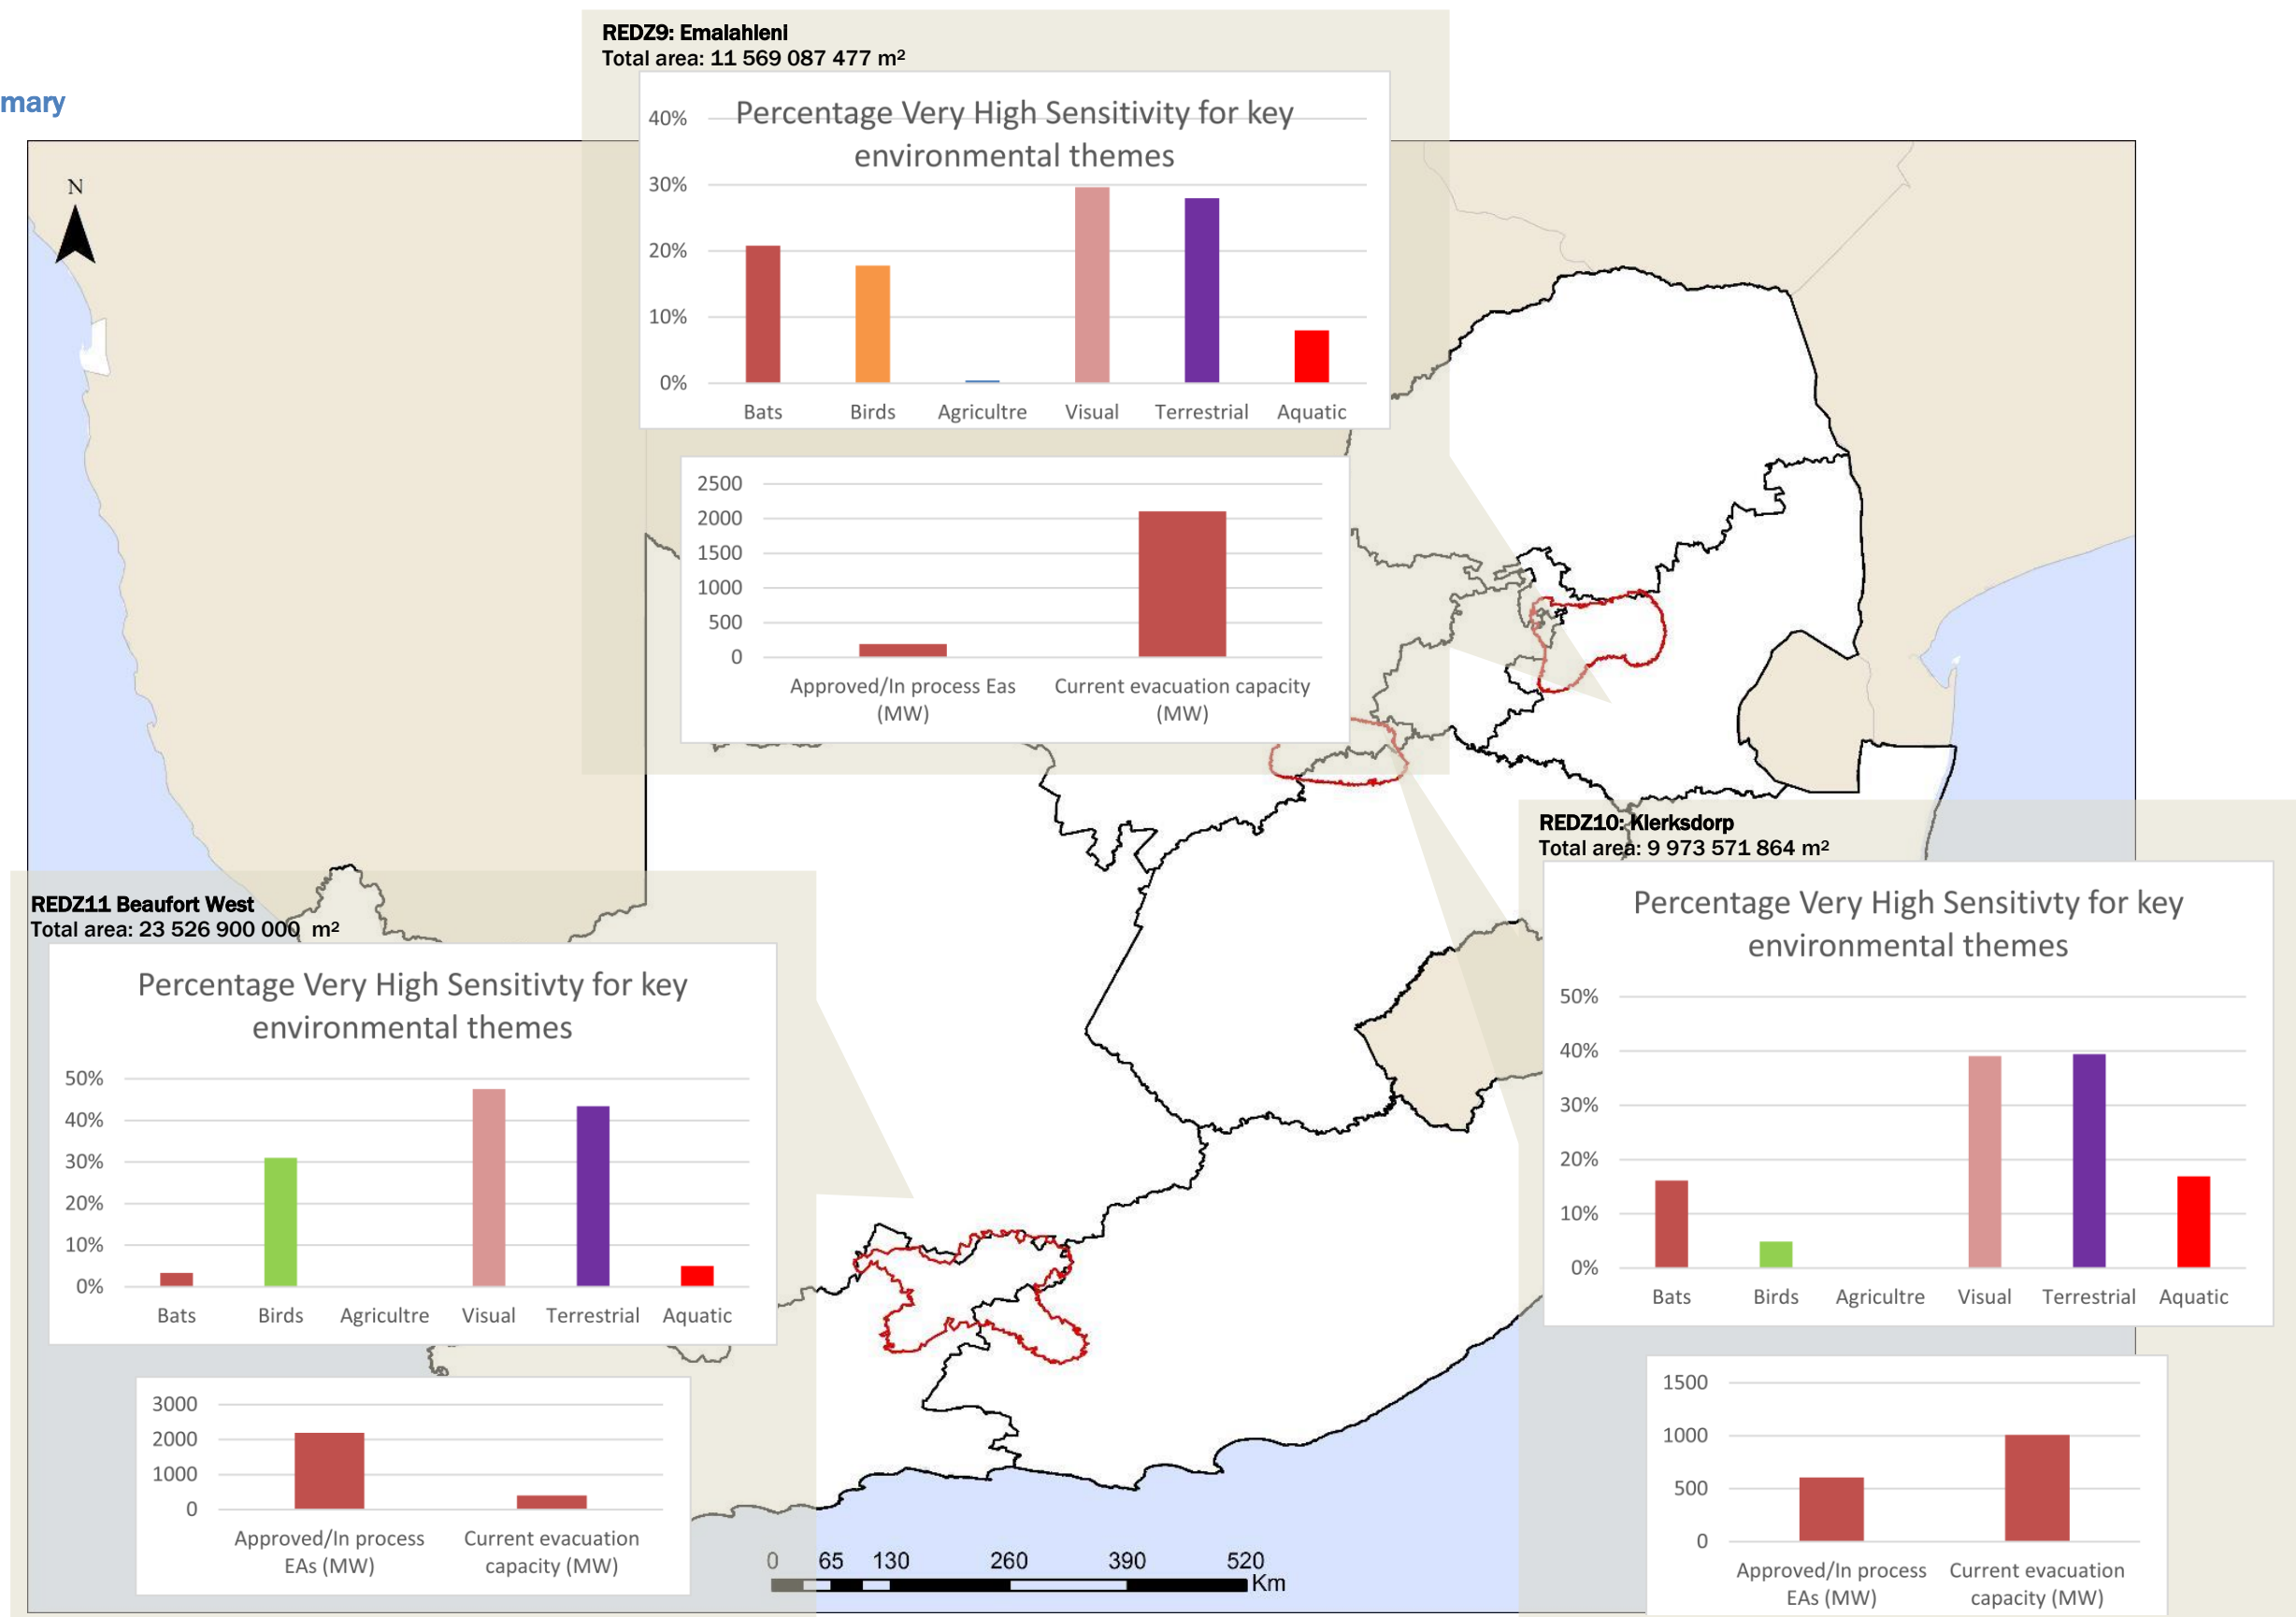 mary
N
REDZ9: Emalahleni
Total area: 11 569 087 477 m²
Percentage Very High Sensitivity for key
environmental themes
40%
30%
20%
10%
0%
Bats Birds Agricultre Visual Terrestrial Aquatic
2500
2000
1500
1000
500
0
Approved/In process Eas
(MW)
Current evacuation capacity
(MW)
REDZ10: Klerksdorp
Total area: 9 973 571 864 m²
Percentage Very High Sensitivty for key
environmental themes
50%
40%
30%
20%
10%
0%
Bats Birds Agricultre Visual Terrestrial Aquatic
1500
1000
500
0
Approved/In process
EAs (MW)
Current evacuation
capacity (MW)
REDZ11 Beaufort West
Total area: 23 526 900 000 m²
Percentage Very High Sensitivty for key
environmental themes
50%
40%
30%
20%
10%
0%
Bats Birds Agricultre Visual Terrestrial Aquatic
3000
2000
1000
0
Approved/In process
EAs (MW)
Current evacuation
capacity (MW)
0 65 130 260 390 520
Km